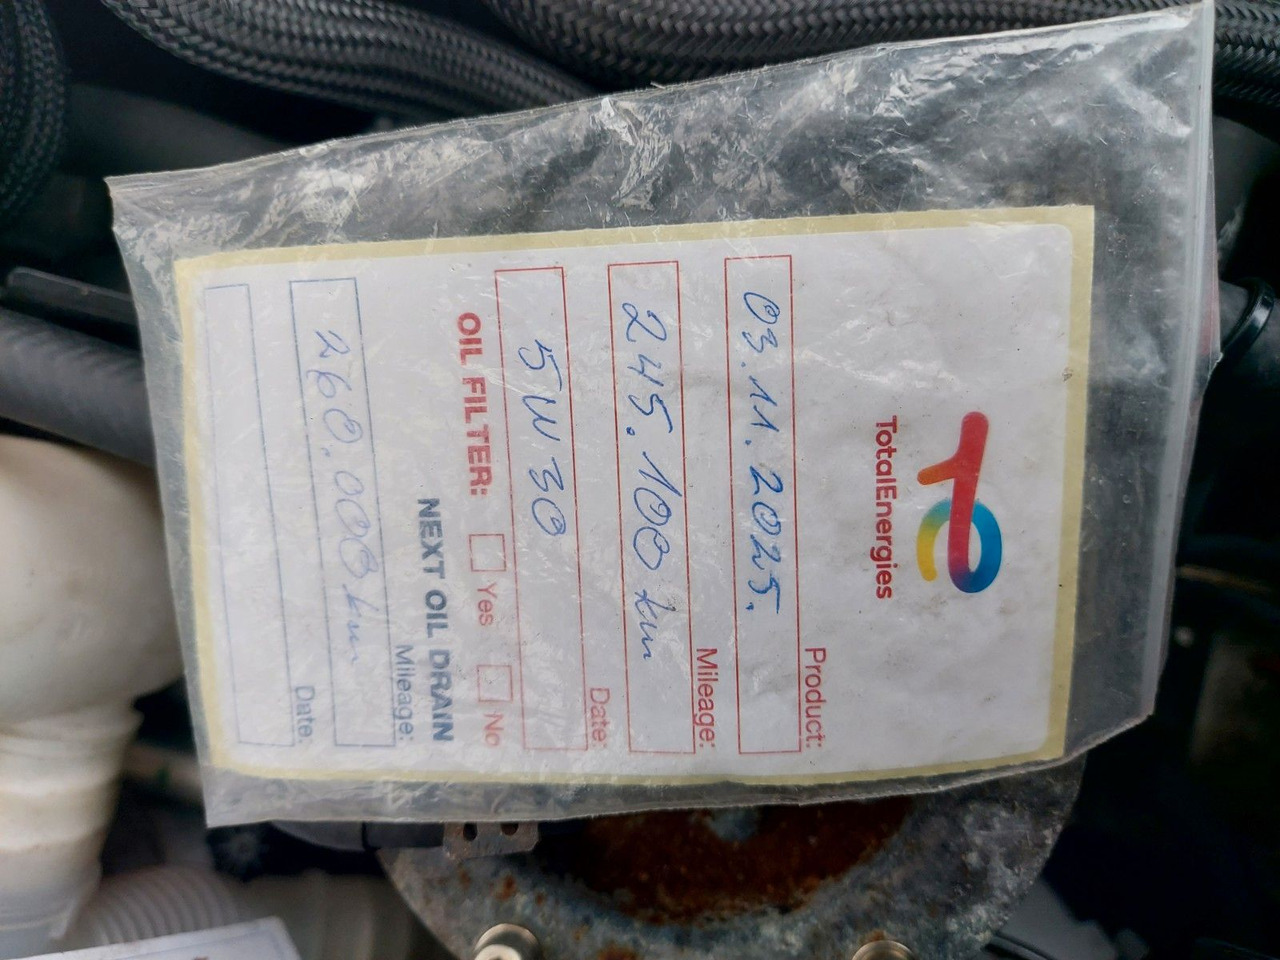 TotalEnergies
Product:
03.11.2025.
Mileage:
245.100 km
Date:
5W30
OIL FILTER: Yes No
NEXT OIL DRAIN
Mileage:
260.000 km
Date: